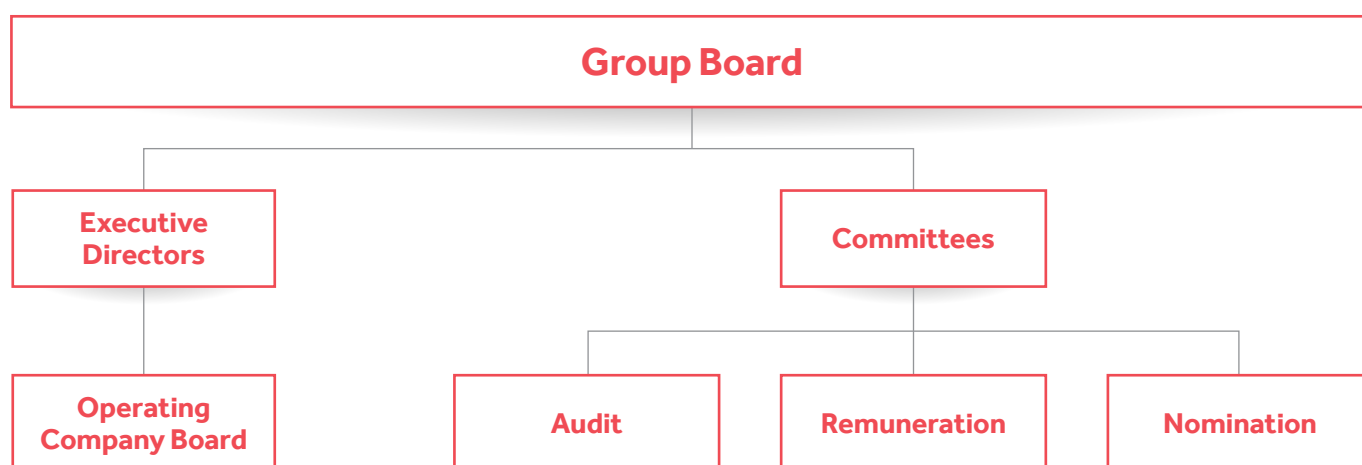 Group Board
Executive
Directors
Committees
Operating
Company Board
Audit
Remuneration
Nomination